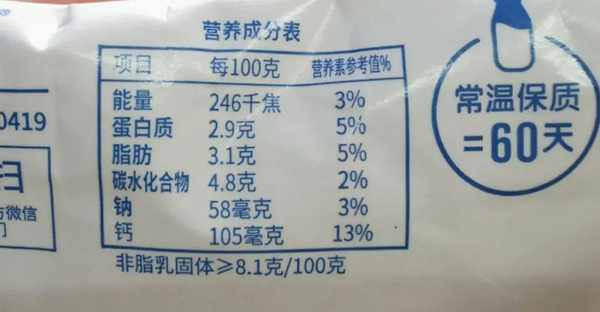 营养成分表
项目 每100克 营养素参考值%
能量 246千焦 3%
蛋白质 2.9克 5%
脂肪 3.1克 5%
碳水化合物 4.8克 2%
钠 58毫克 3%
钙 105毫克 13%
非脂乳固体≥8.1克/100克
常温保质
=60天
0419
扫
方微信